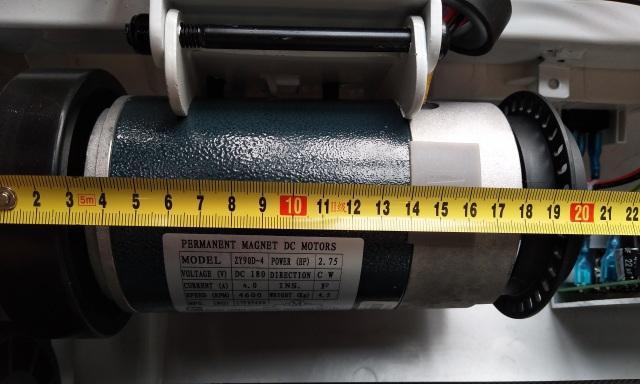 2 3 5m 4 5 6 7 8 9 10 11 12 13 14 15 16 17 18 19 20 21 22
PERMANENT MAGNET DC MOTORS
MODEL ZY90D-4 POWER (HP) 2.75
VOLTAGE (V) DC 180 DIRECTION C W
CURRENT (A) 4.0 INS. F
SPEED (RPM) 4600 WEIGHT (Kg) 4.5